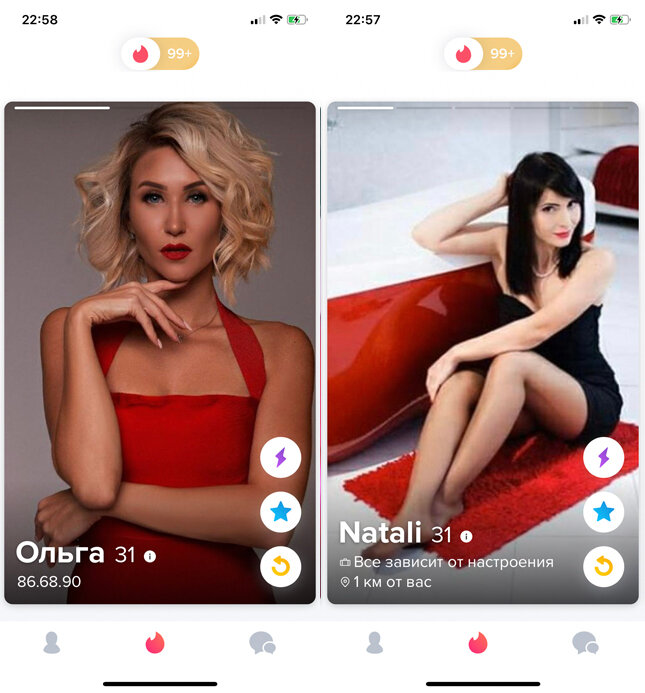 22:58
99+
Ольга 31
86.68.90
22:57
99+
Natali 31
Все зависит от настроения
1 км от вас